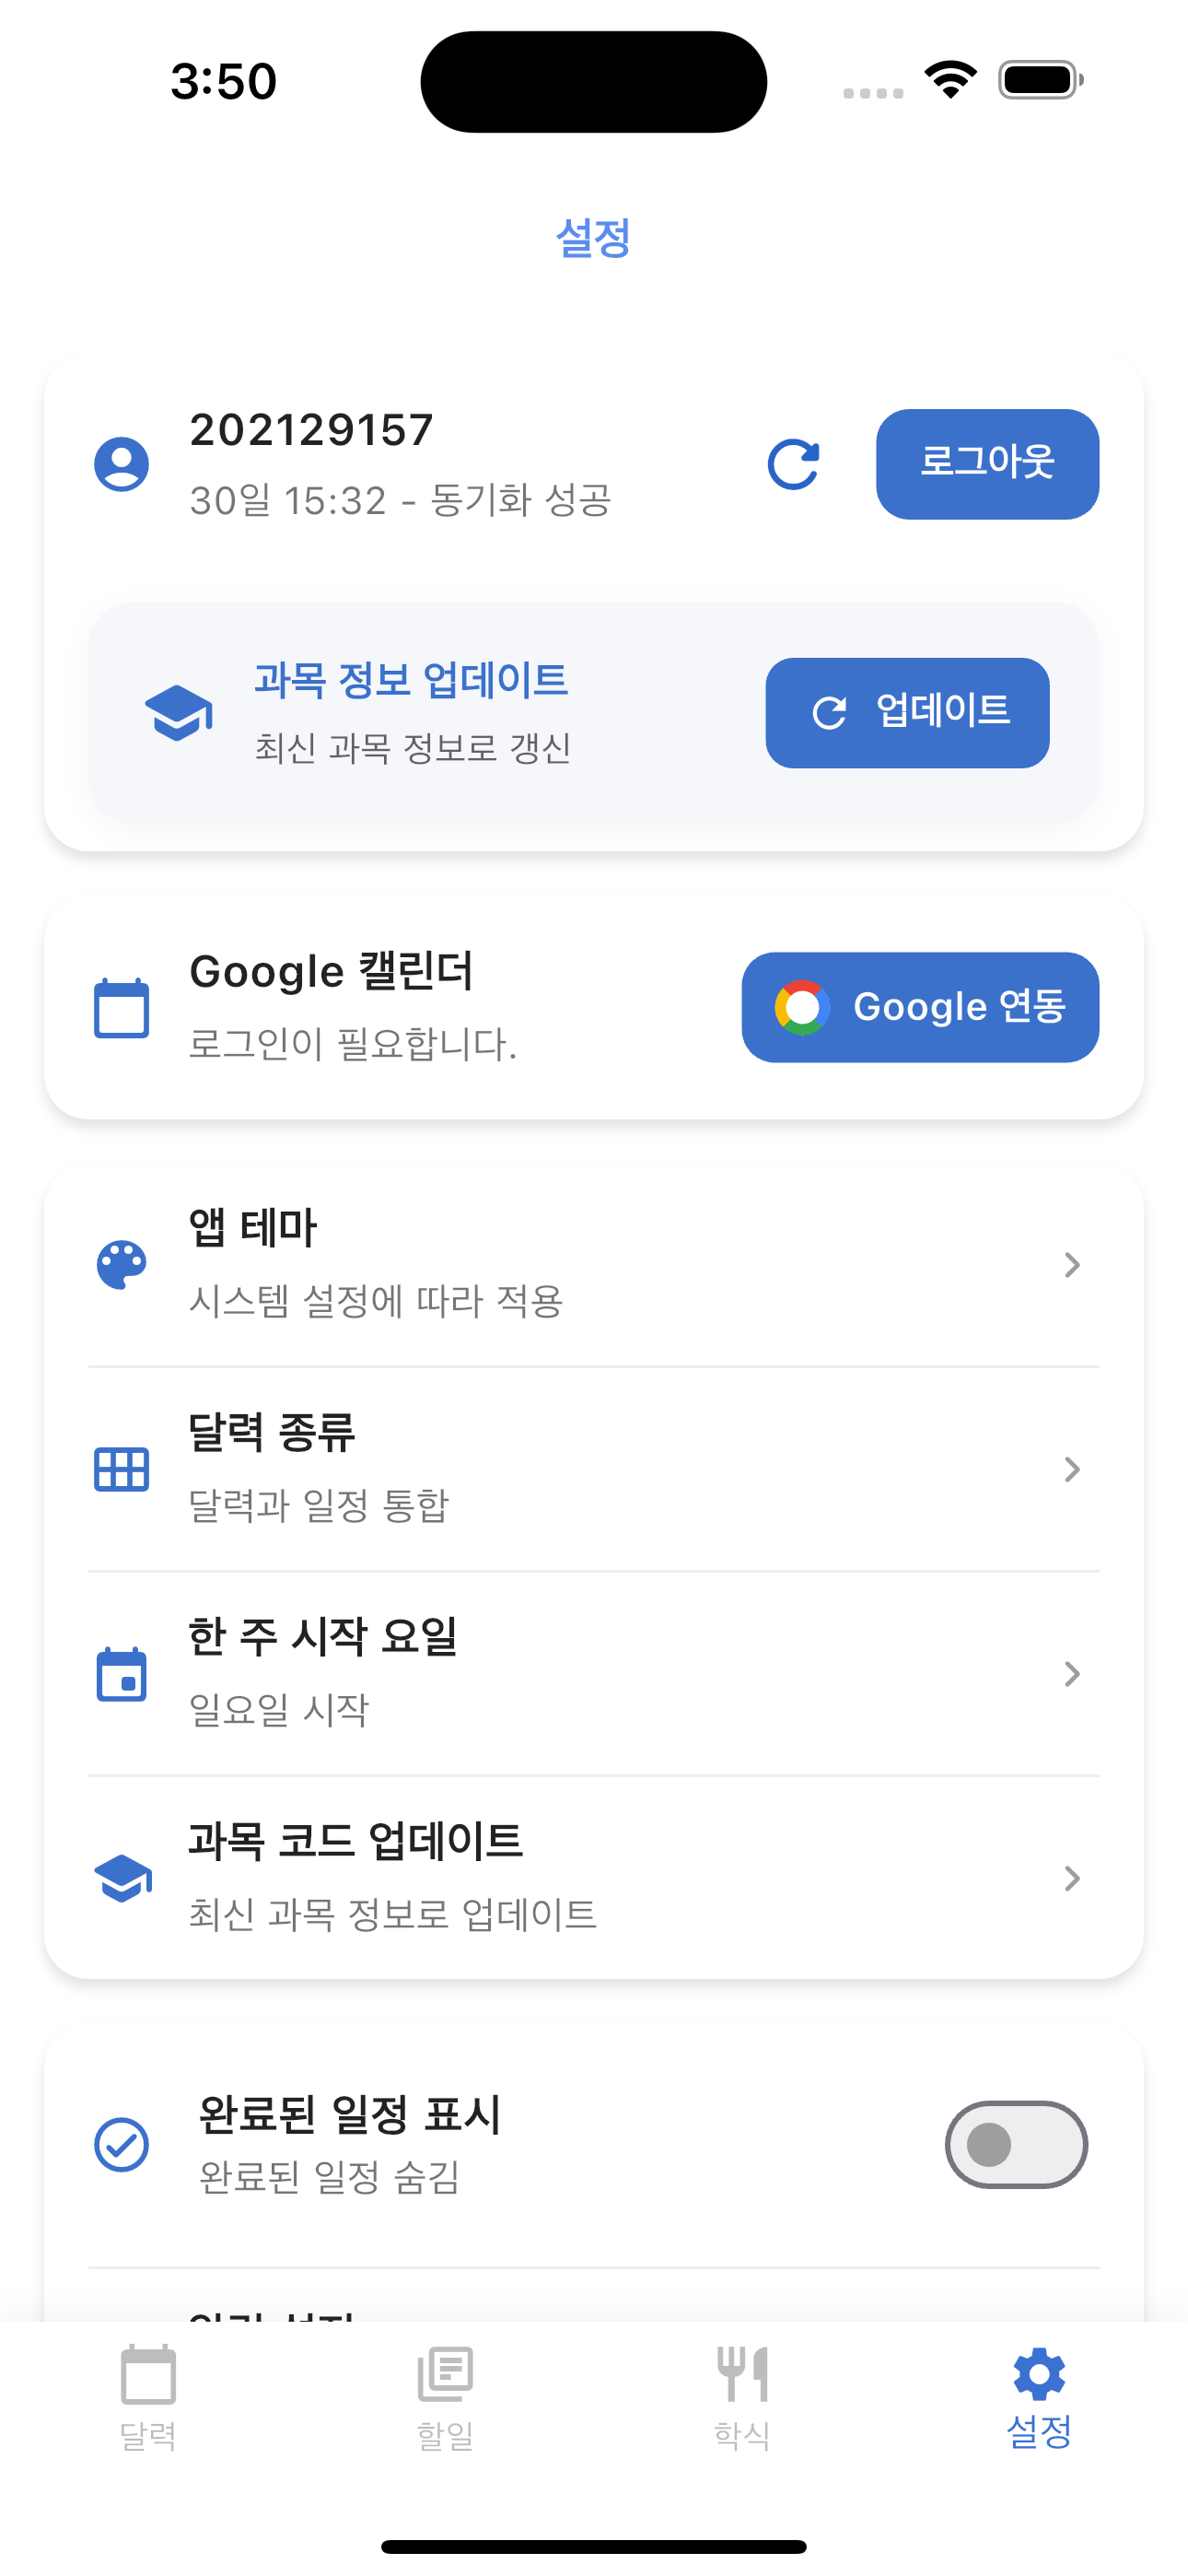 3:50
설정
202129157
30일 15:32 - 동기화 성공
로그아웃
과목 정보 업데이트
최신 과목 정보로 갱신
업데이트
Google 캘린더
로그인이 필요합니다.
Google 연동
앱 테마
시스템 설정에 따라 적용
달력 종류
달력과 일정 통합
한 주 시작 요일
일요일 시작
과목 코드 업데이트
최신 과목 정보로 업데이트
완료된 일정 표시
완료된 일정 숨김
달력
할일
학식
설정